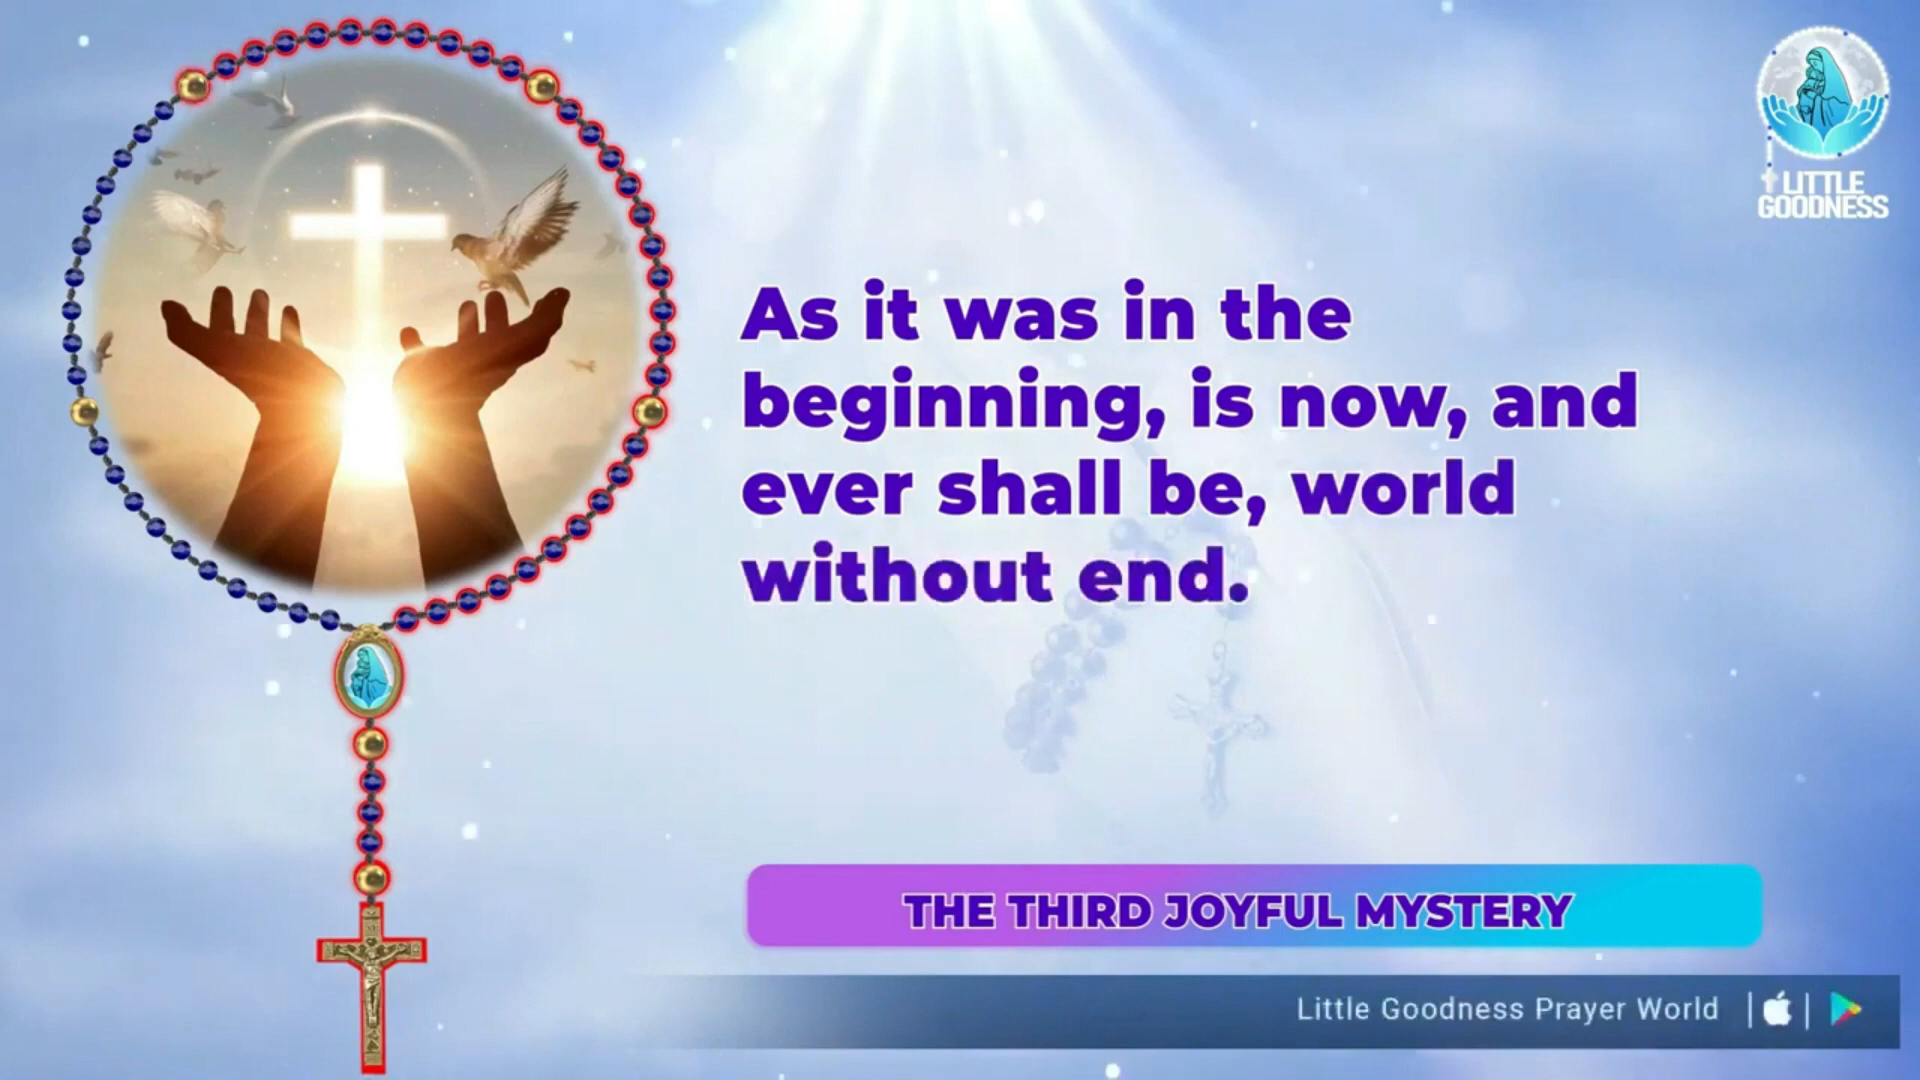 LITTLE
GOODNESS
As it was in the
beginning, is now, and
ever shall be, world
without end.
THE THIRD JOYFUL MYSTERY
Little Goodness Prayer World